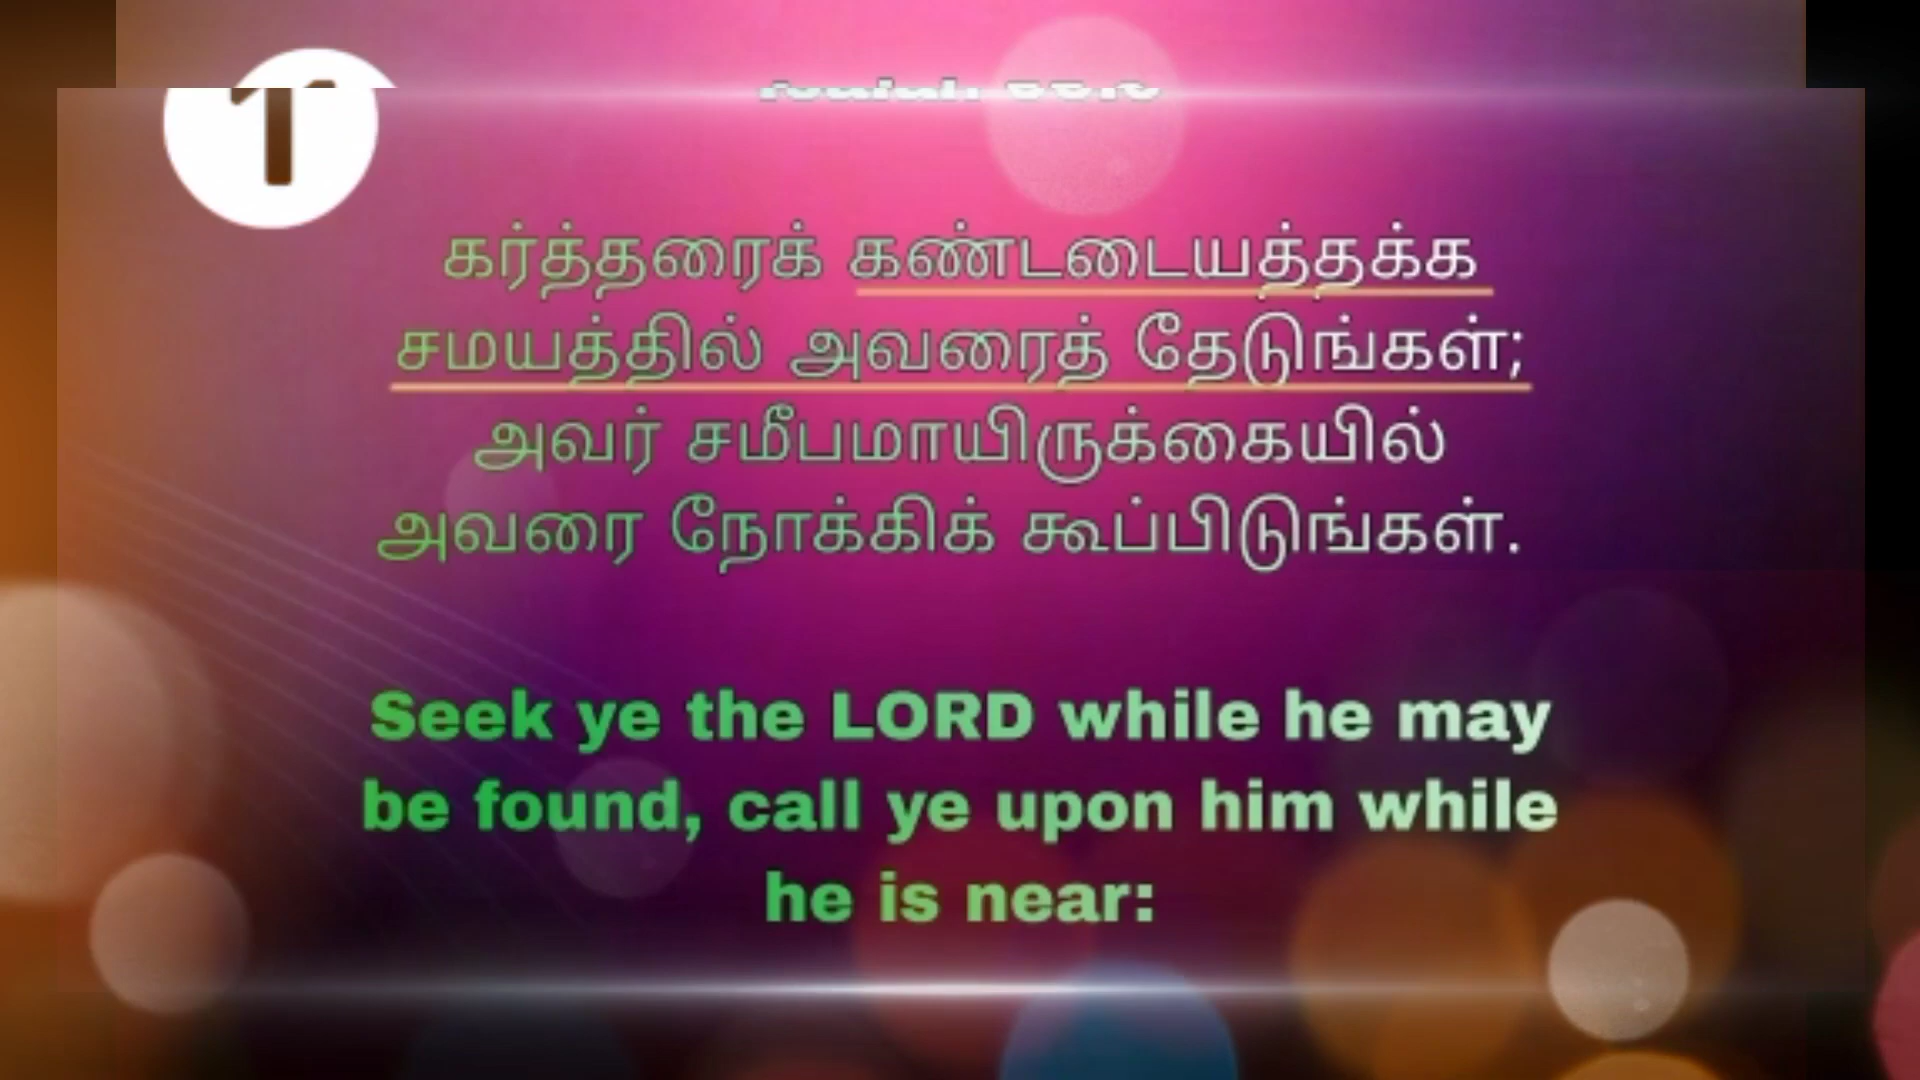 1
கர்த்தரைக் கண்டடையத்தக்க
சமயத்தில் அவரைத் தேடுங்கள்;
அவர் சமீபமாயிருக்கையில்
அவரை நோக்கிக் கூப்பிடுங்கள்.
Seek ye the LORD while he may
be found, call ye upon him while
he is near: